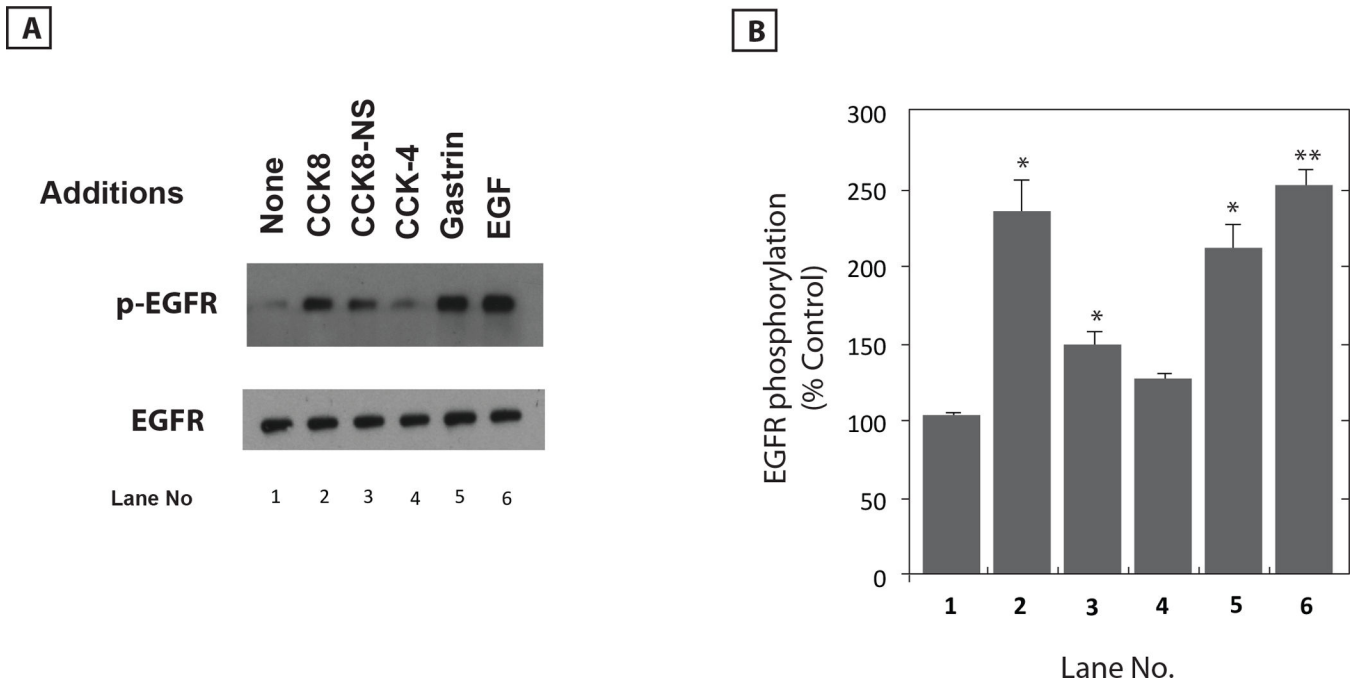 A
Additions
None
CCK8
CCK8-NS
CCK-4
Gastrin
EGF
p-EGFR
EGFR
Lane No 1 2 3 4 5 6
B
EGFR phosphorylation
(% Control)
300
250
200
150
100
50
0
*
*
*
**
1 2 3 4 5 6
Lane No.